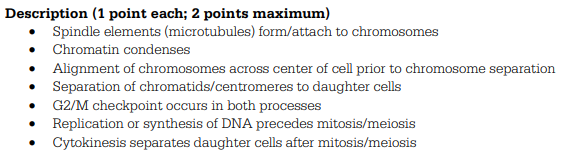 Description (1 point each; 2 points maximum)
• Spindle elements (microtubules) form/attach to chromosomes
• Chromatin condenses
• Alignment of chromosomes across center of cell prior to chromosome separation
• Separation of chromatids/centromeres to daughter cells
• G2/M checkpoint occurs in both processes
• Replication or synthesis of DNA precedes mitosis/meiosis
• Cytokinesis separates daughter cells after mitosis/meiosis